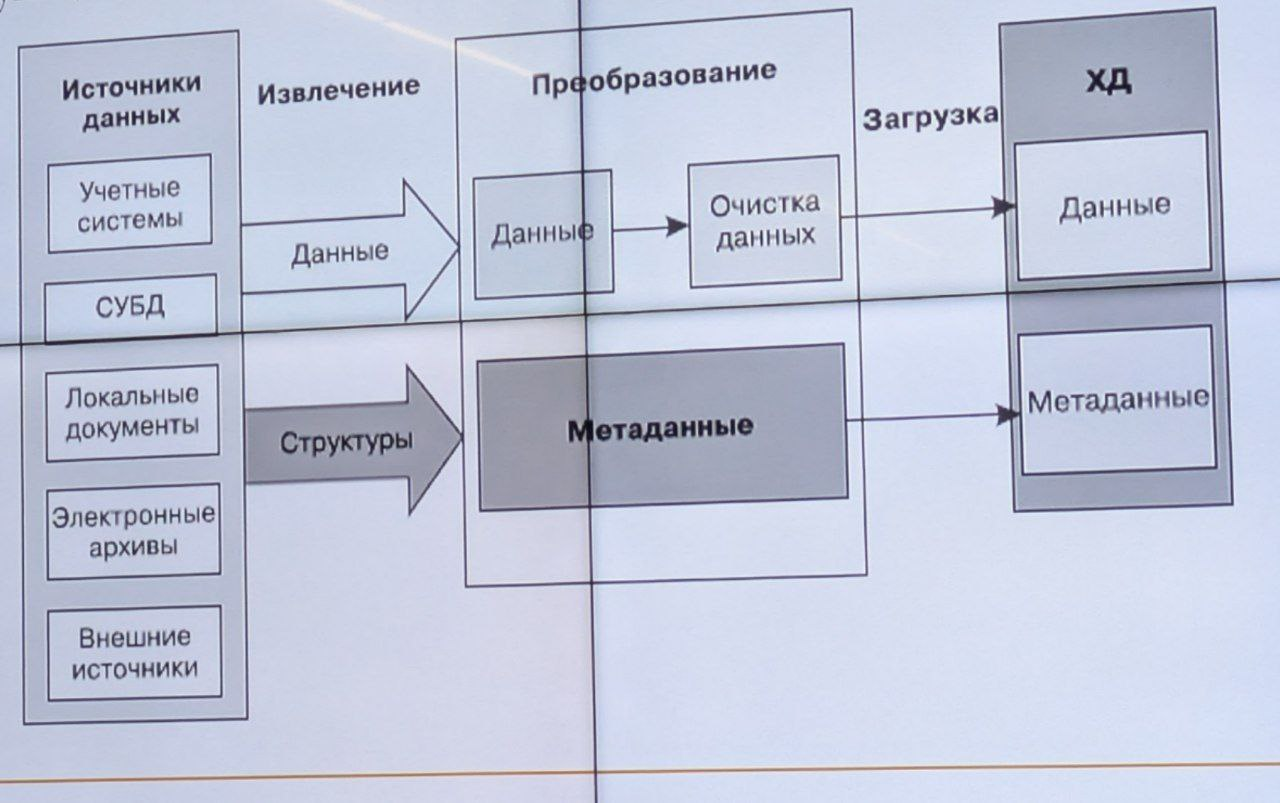 Источники
данных
Учетные
системы
СУБД
Локальные
документы
Электронные
архивы
Внешние
источники
Извлечение
Данные
Структуры
Преобразование
Данные
Очистка
данных
Метаданные
Загрузка
ХД
Данные
Метаданные